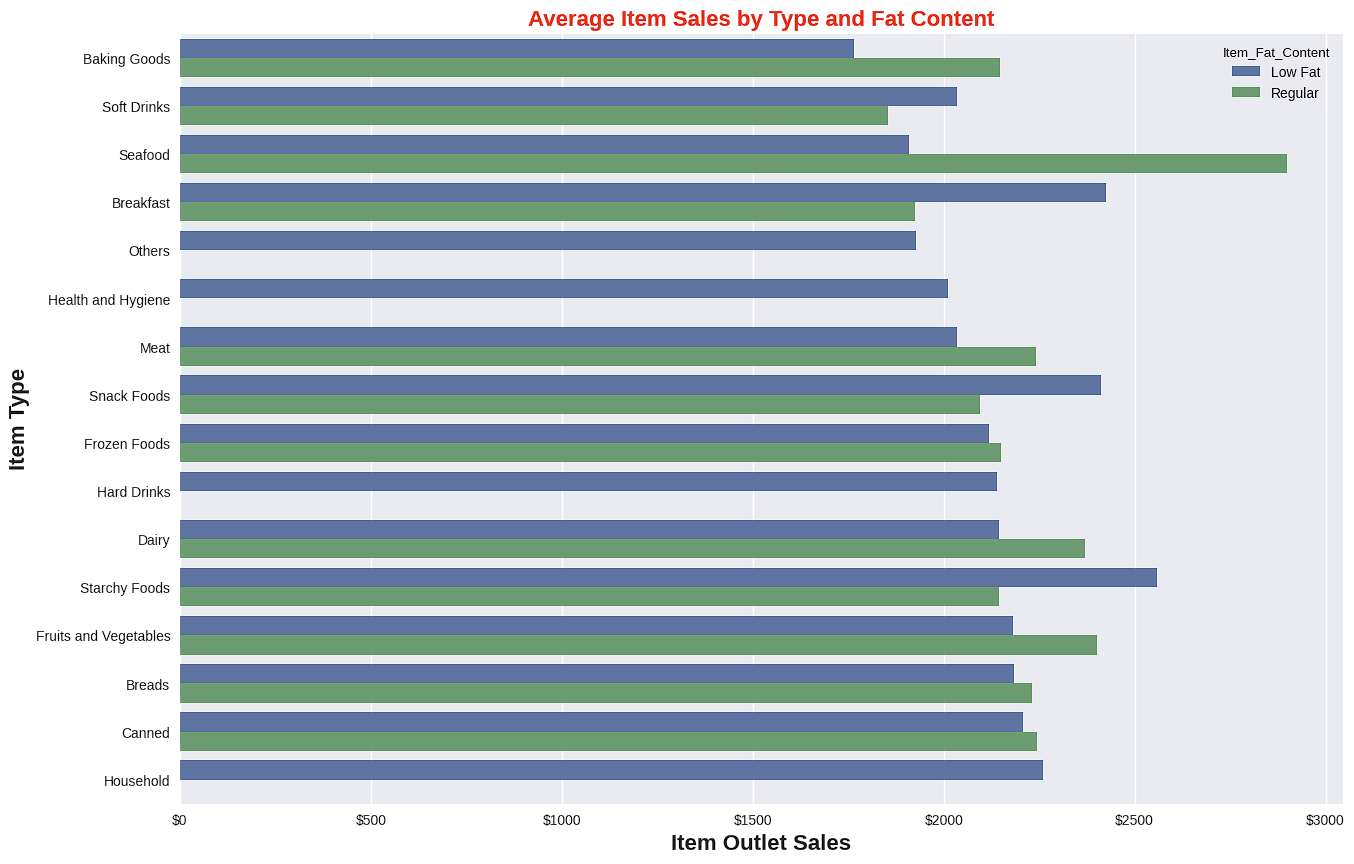 Average Item Sales by Type and Fat Content
Item_Fat_Content
Low Fat
Regular
Item Type
Baking Goods
Soft Drinks
Seafood
Breakfast
Others
Health and Hygiene
Meat
Snack Foods
Frozen Foods
Hard Drinks
Dairy
Starchy Foods
Fruits and Vegetables
Breads
Canned
Household
$0 $500 $1000 $1500 $2000 $2500 $3000
Item Outlet Sales